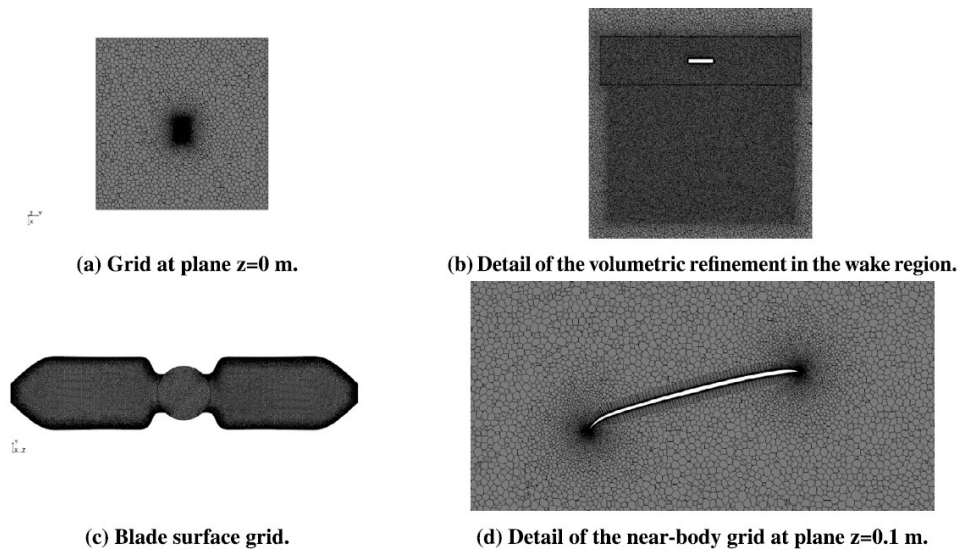 (a) Grid at plane z=0 m.
(b) Detail of the volumetric refinement in the wake region.
(c) Blade surface grid.
(d) Detail of the near-body grid at plane z=0.1 m.